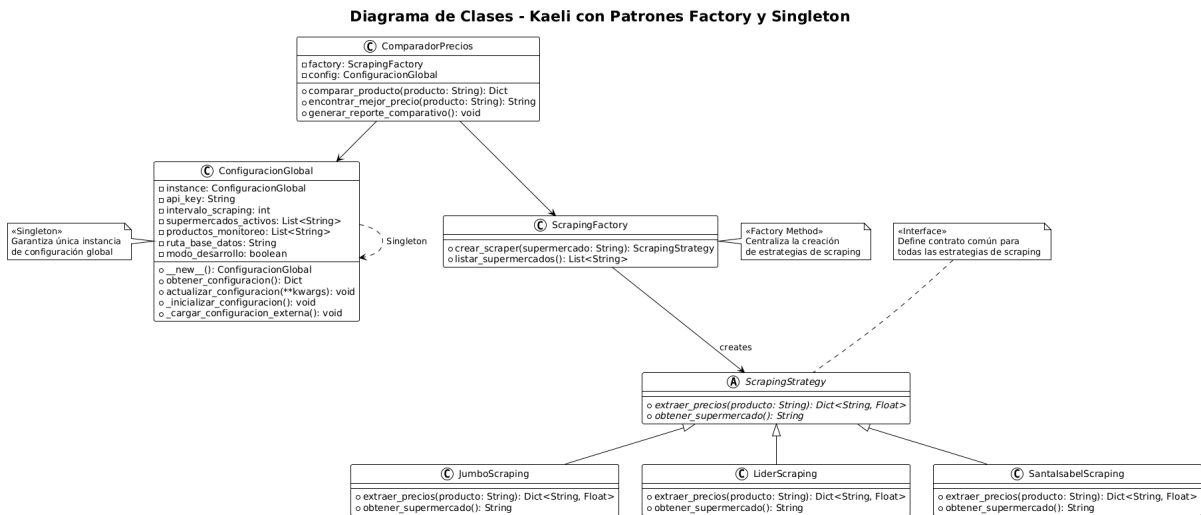 Diagrama de Clases - Kaeli con Patrones Factory y Singleton
C ComparadorPrecios
factory: ScrapingFactory
config: ConfiguracionGlobal
comparar_producto(producto: String): Dict
encontrar_mejor_precio(producto: String): String
generar_reporte_comparativo(): void
C ConfiguracionGlobal
instance: ConfiguracionGlobal
api_key: String
intervalo_scraping: int
supermercados_activos: List<String>
productos_monitoreo: List<String>
ruta_base_datos: String
modo_desarrollo: boolean
__new__(): ConfiguracionGlobal
obtener_configuracion(): Dict
actualizar_configuracion(**kwargs): void
_inicializar_configuracion(): void
_cargar_configuracion_externa(): void
«Singleton»
Garantiza única instancia
de configuración global
Singleton
C ScrapingFactory
crear_scraper(supermercado: String): ScrapingStrategy
listar_supermercados(): List<String>
«Factory Method»
Centraliza la creación
de estrategias de scraping
«Interface»
Define contrato común para
todas las estrategias de scraping
creates
A ScrapingStrategy
extraer_precios(producto: String): Dict<String, Float>
obtener_supermercado(): String
C JumboScraping
extraer_precios(producto: String): Dict<String, Float>
obtener_supermercado(): String
C LiderScraping
extraer_precios(producto: String): Dict<String, Float>
obtener_supermercado(): String
C SantaIsabelScraping
extraer_precios(producto: String): Dict<String, Float>
obtener_supermercado(): String